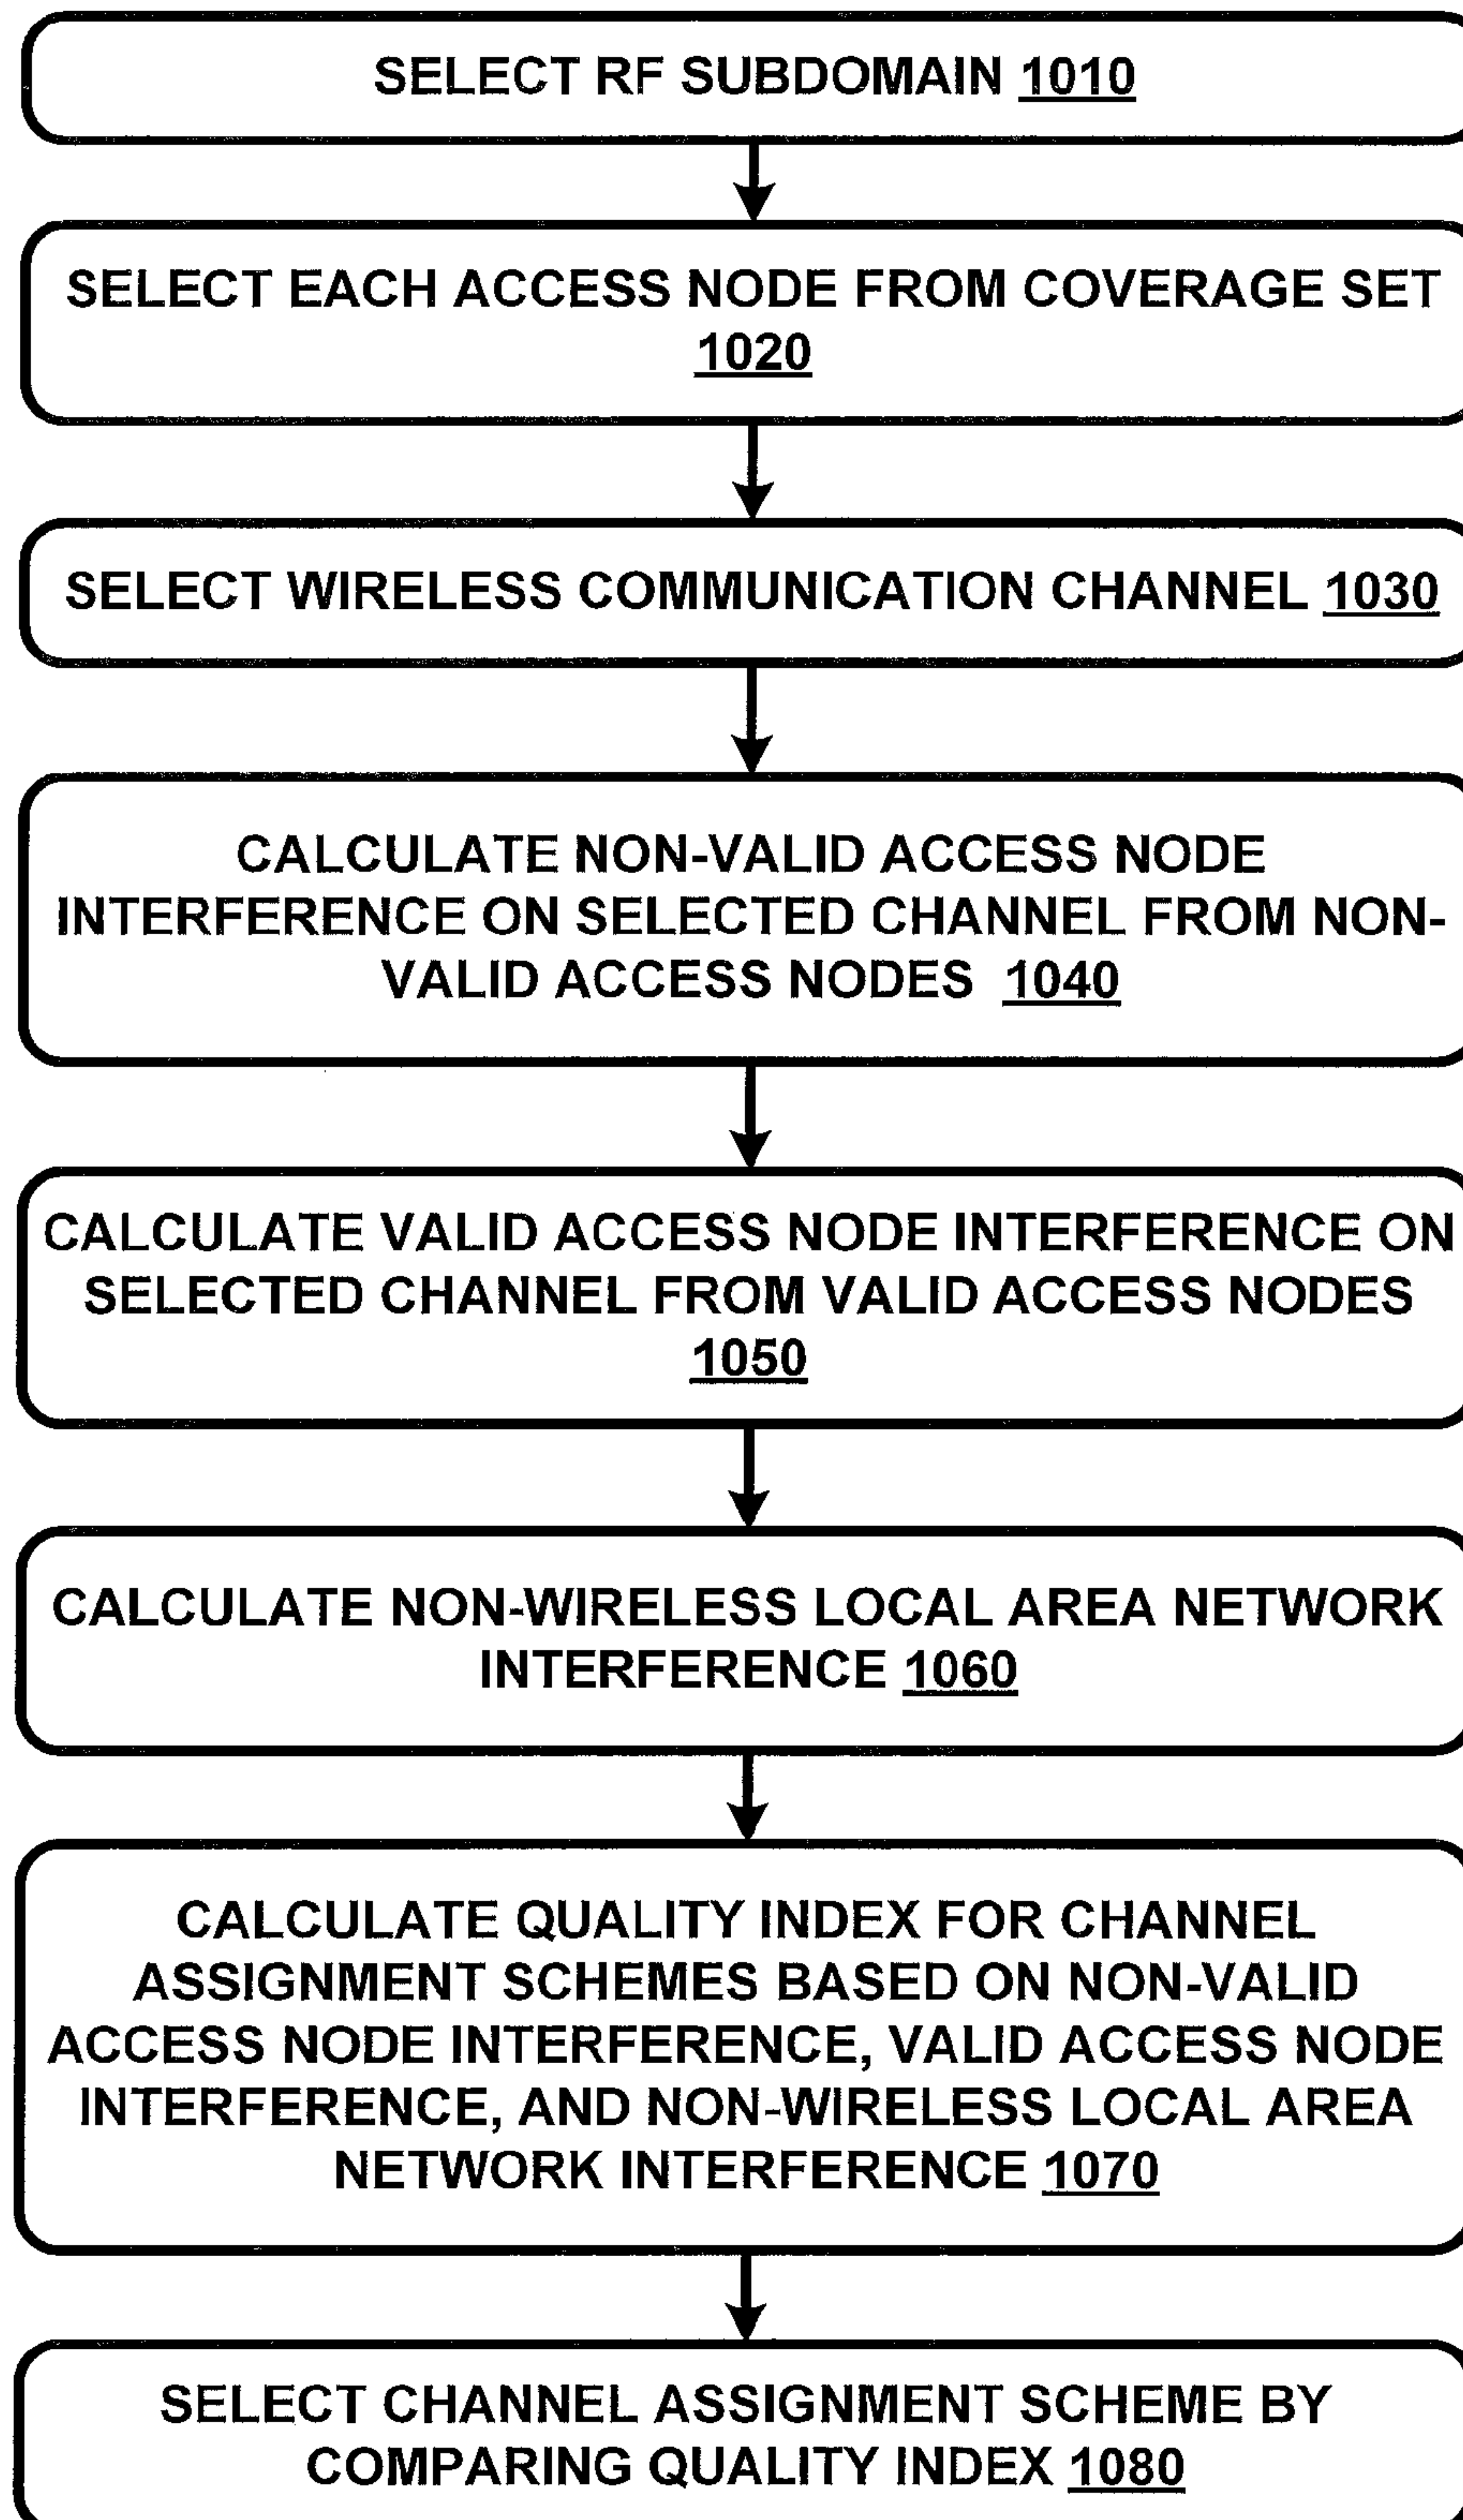 SELECT RF SUBDOMAIN 1010
SELECT EACH ACCESS NODE FROM COVERAGE SET
1020
SELECT WIRELESS COMMUNICATION CHANNEL 1030
CALCULATE NON-VALID ACCESS NODE
INTERFERENCE ON SELECTED CHANNEL FROM NON-
VALID ACCESS NODES 1040
CALCULATE VALID ACCESS NODE INTERFERENCE ON
SELECTED CHANNEL FROM VALID ACCESS NODES
1050
CALCULATE NON-WIRELESS LOCAL AREA NETWORK
INTERFERENCE 1060
CALCULATE QUALITY INDEX FOR CHANNEL
ASSIGNMENT SCHEMES BASED ON NON-VALID
ACCESS NODE INTERFERENCE, VALID ACCESS NODE
INTERFERENCE, AND NON-WIRELESS LOCAL AREA
NETWORK INTERFERENCE 1070
SELECT CHANNEL ASSIGNMENT SCHEME BY
COMPARING QUALITY INDEX 1080